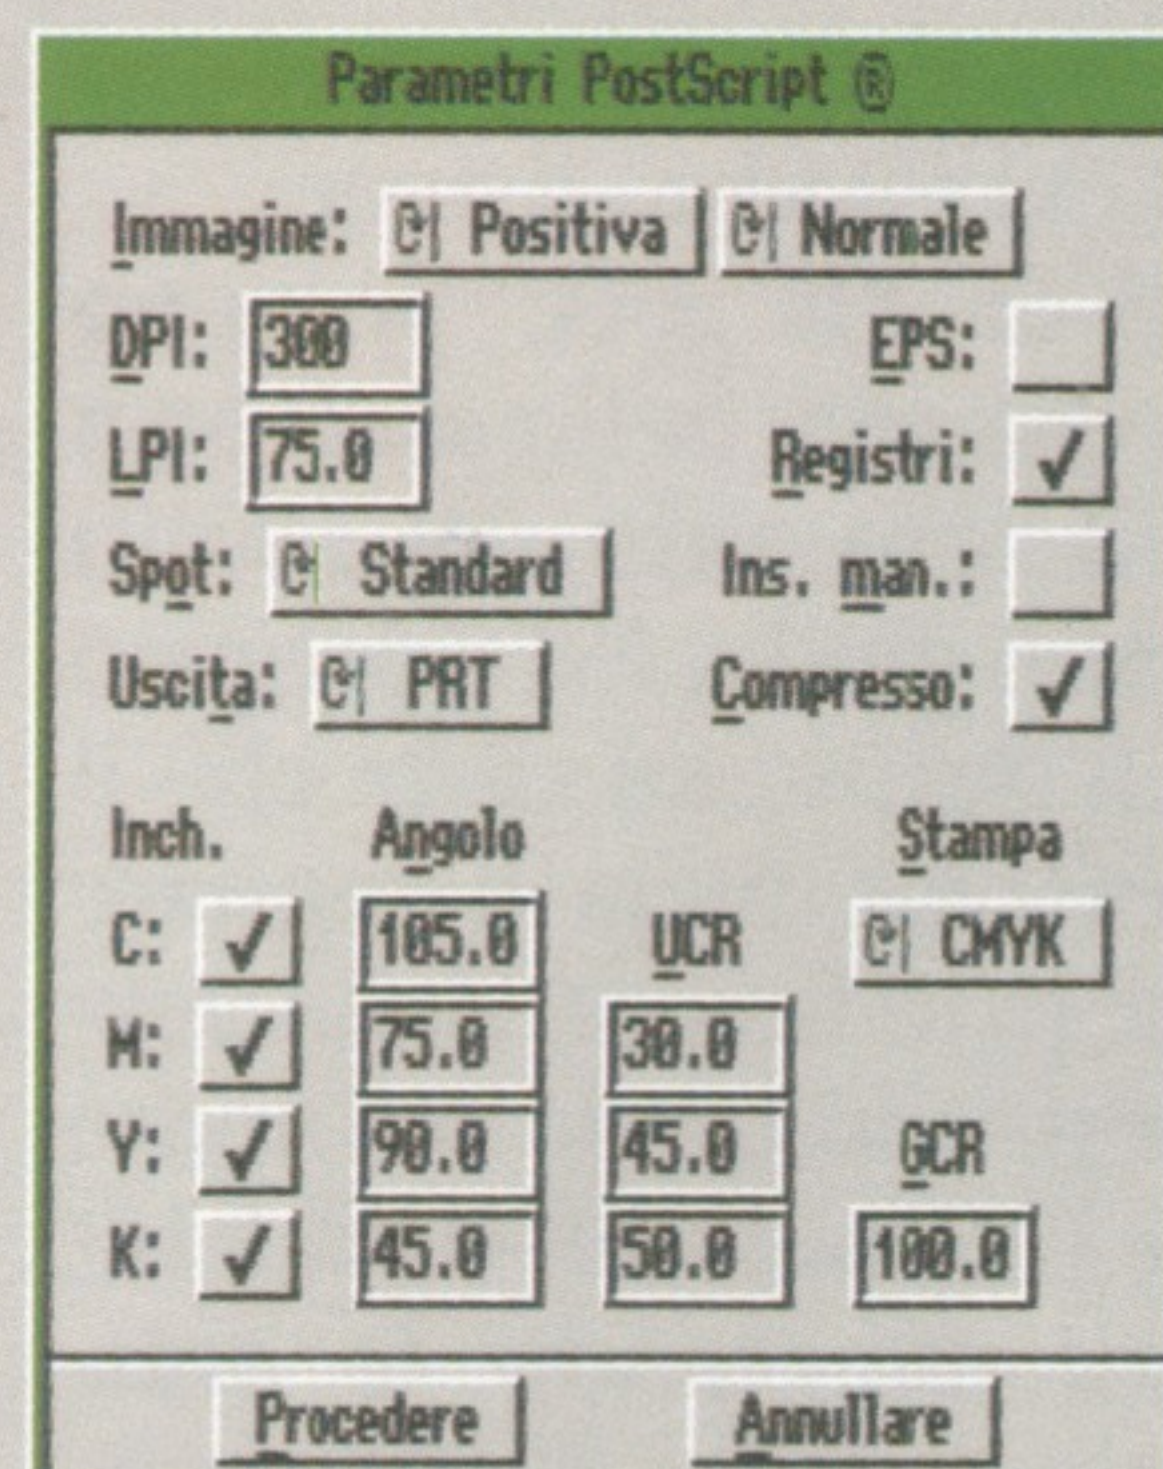 Parametri PostScript ®
Immagine: Positiva Normale
DPI: 300 EPS:
LPI: 75.0 Registri: ✓
Spot: Standard Ins. man.:
Uscita: PRT Compresso: ✓
Inch. Angolo Stampa
C: ✓ 105.0 UCR CMYK
M: ✓ 75.0 30.0
Y: ✓ 90.0 45.0 GCR
K: ✓ 45.0 50.0 100.0
Procedere Annullare